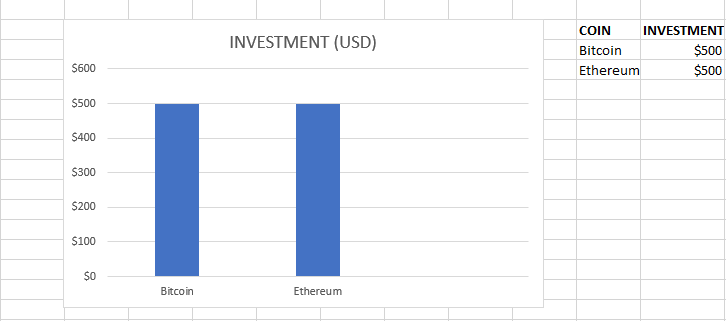 INVESTMENT (USD)
$600
$500
$400
$300
$200
$100
$0
Bitcoin Ethereum
COIN INVESTMENT
Bitcoin $500
Ethereum $500